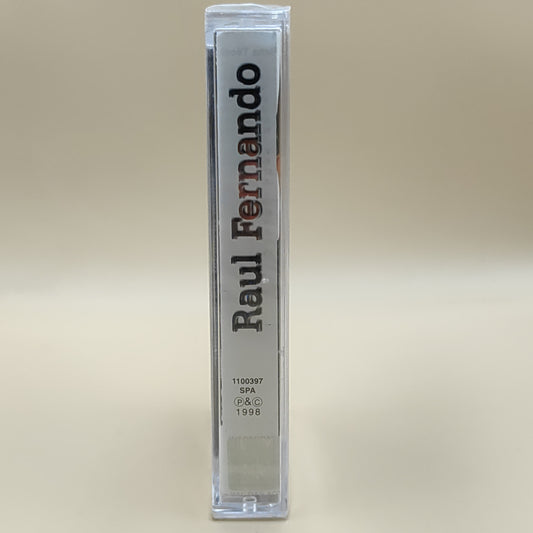 Raul Fernando
1100397
SPA
Ⓟ&Ⓒ
1998